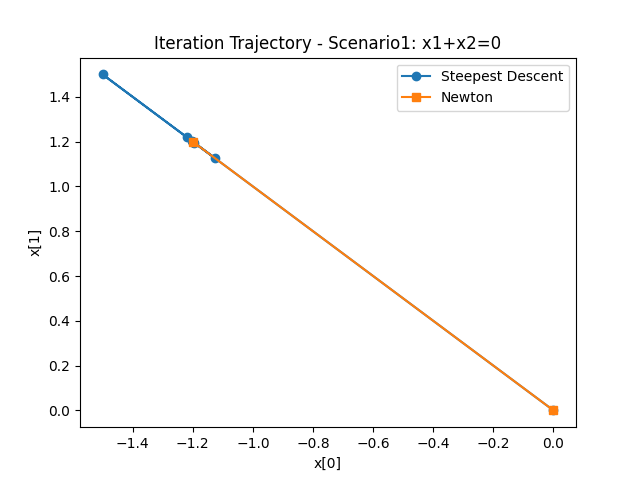 Iteration Trajectory - Scenario1: x1+x2=0
Steepest Descent
Newton
1.4
1.2
1.0
0.8
0.6
0.4
0.2
0.0
x[1]
−1.4 −1.2 −1.0 −0.8 −0.6 −0.4 −0.2 0.0
x[0]